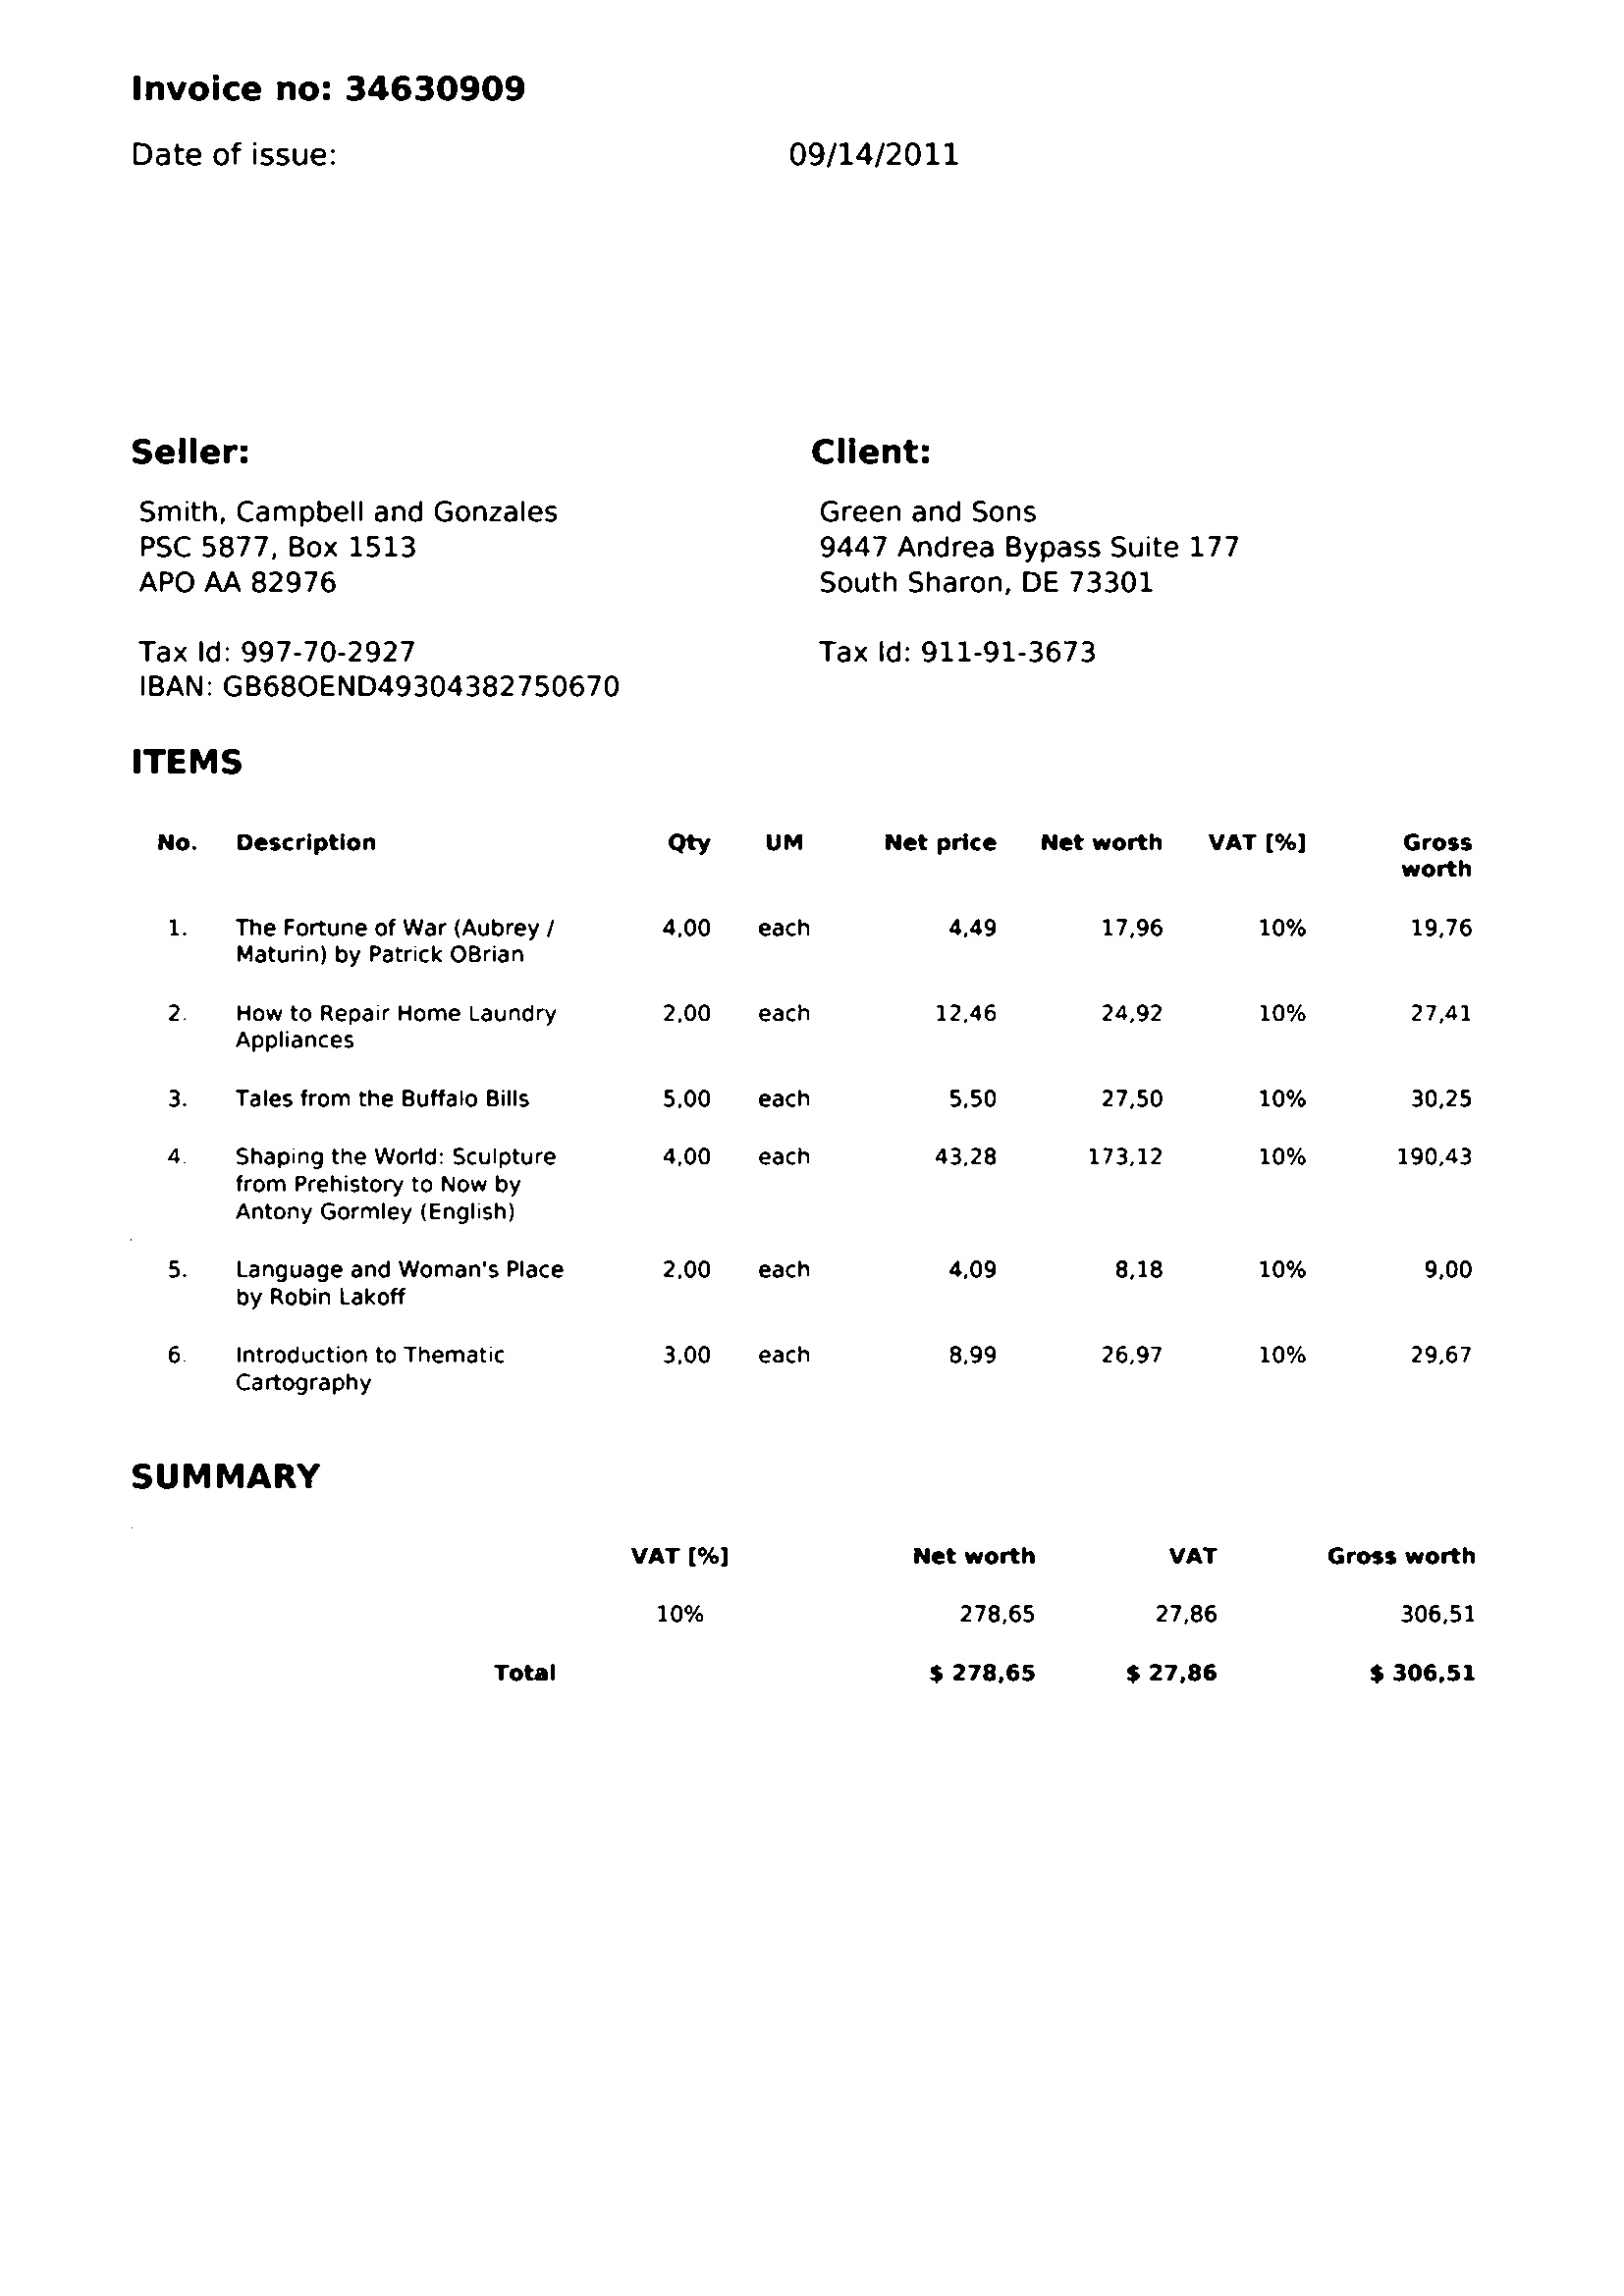 Invoice no: 34630909
Date of issue: 09/14/2011
Seller: Client:
Smith, Campbell and Gonzales Green and Sons
PSC 5877, Box 1513 9447 Andrea Bypass Suite 177
APO AA 82976 South Sharon, DE 73301
Tax Id: 997-70-2927 Tax Id: 911-91-3673
IBAN: GB68OEND49304382750670
ITEMS
No. Description Qty UM Net price Net worth VAT [%] Gross
worth
1. The Fortune of War (Aubrey / 4,00 each 4,49 17,96 10% 19,76
Maturin) by Patrick OBrian
2. How to Repair Home Laundry 2,00 each 12,46 24,92 10% 27,41
Appliances
3. Tales from the Buffalo Bills 5,00 each 5,50 27,50 10% 30,25
4. Shaping the World: Sculpture 4,00 each 43,28 173,12 10% 190,43
from Prehistory to Now by
Antony Gormley (English)
5. Language and Woman's Place 2,00 each 4,09 8,18 10% 9,00
by Robin Lakoff
6. Introduction to Thematic 3,00 each 8,99 26,97 10% 29,67
Cartography
SUMMARY
VAT [%] Net worth VAT Gross worth
10% 278,65 27,86 306,51
Total $ 278,65 $ 27,86 $ 306,51